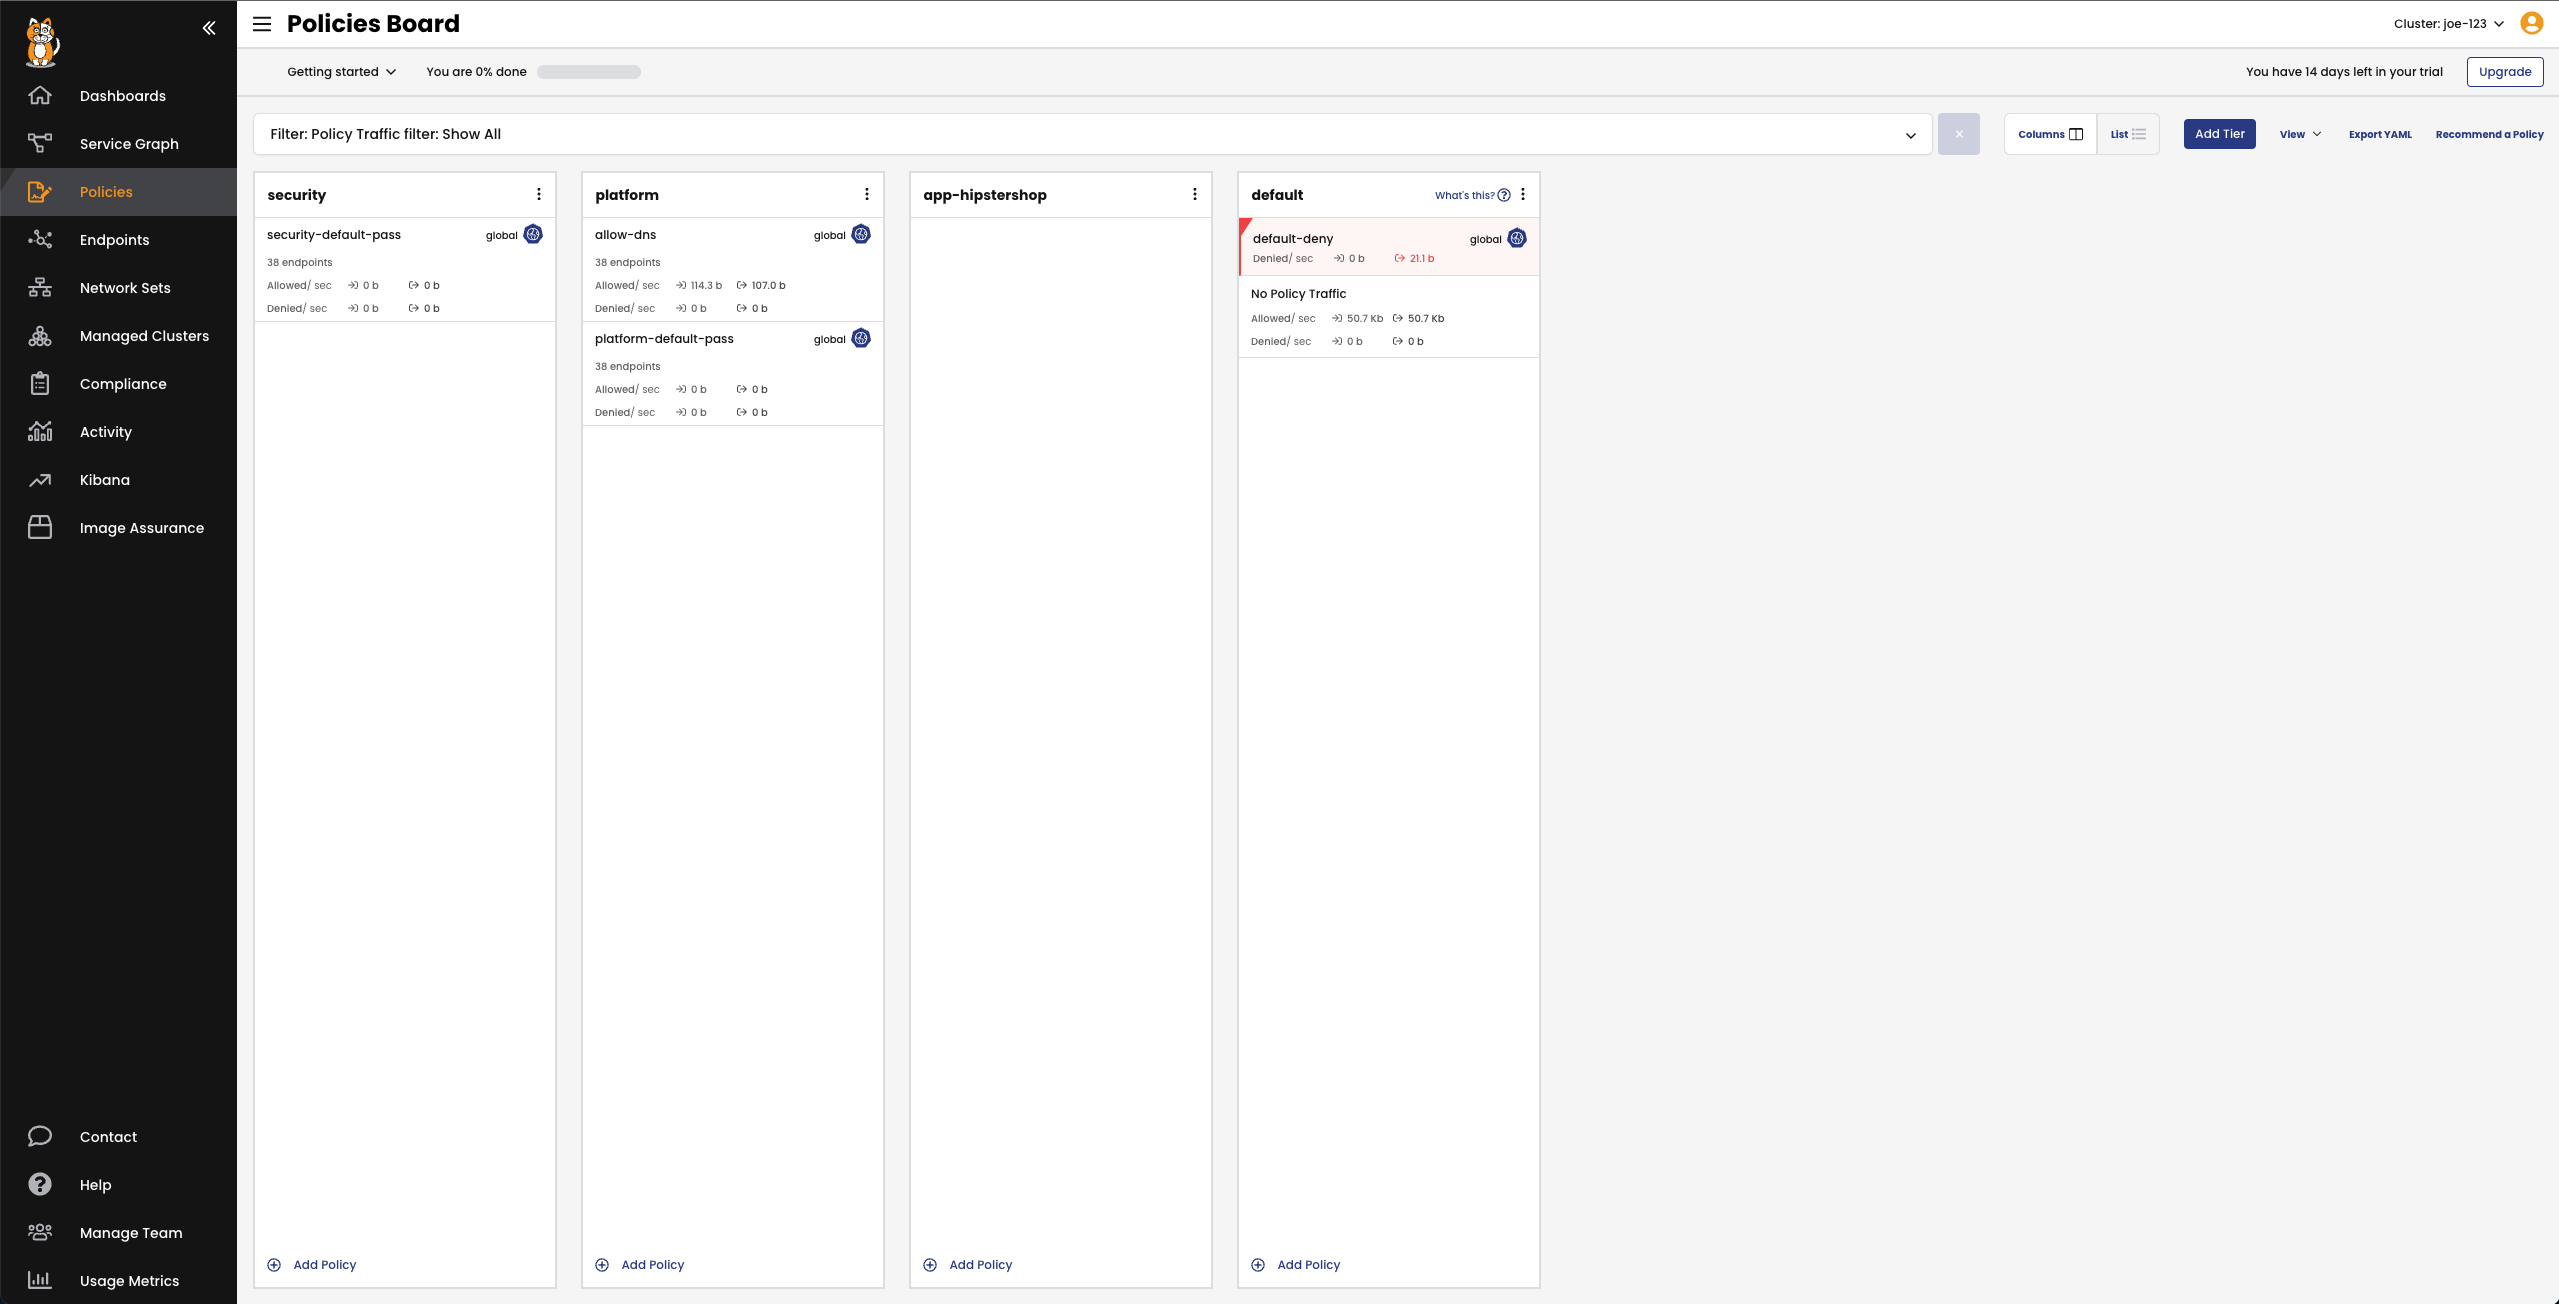 Policies Board
Cluster: joe-123
Getting started
You are 0% done
You have 14 days left in your trial
Upgrade
Dashboards
Service Graph
Policies
Endpoints
Network Sets
Managed Clusters
Compliance
Activity
Kibana
Image Assurance
Contact
Help
Manage Team
Usage Metrics
Filter: Policy Traffic filter: Show All
×
Columns
List
Add Tier
View
Export YAML
Recommend a Policy
security
security-default-pass global
38 endpoints
Allowed/ sec 0 b 0 b
Denied/ sec 0 b 0 b
Add Policy
platform
allow-dns global
38 endpoints
Allowed/ sec 114.3 b 107.0 b
Denied/ sec 0 b 0 b
platform-default-pass global
38 endpoints
Allowed/ sec 0 b 0 b
Denied/ sec 0 b 0 b
Add Policy
app-hipstershop
Add Policy
default What's this?
default-deny global
Denied/ sec 0 b 21.1 b
No Policy Traffic
Allowed/ sec 50.7 Kb 50.7 Kb
Denied/ sec 0 b 0 b
Add Policy